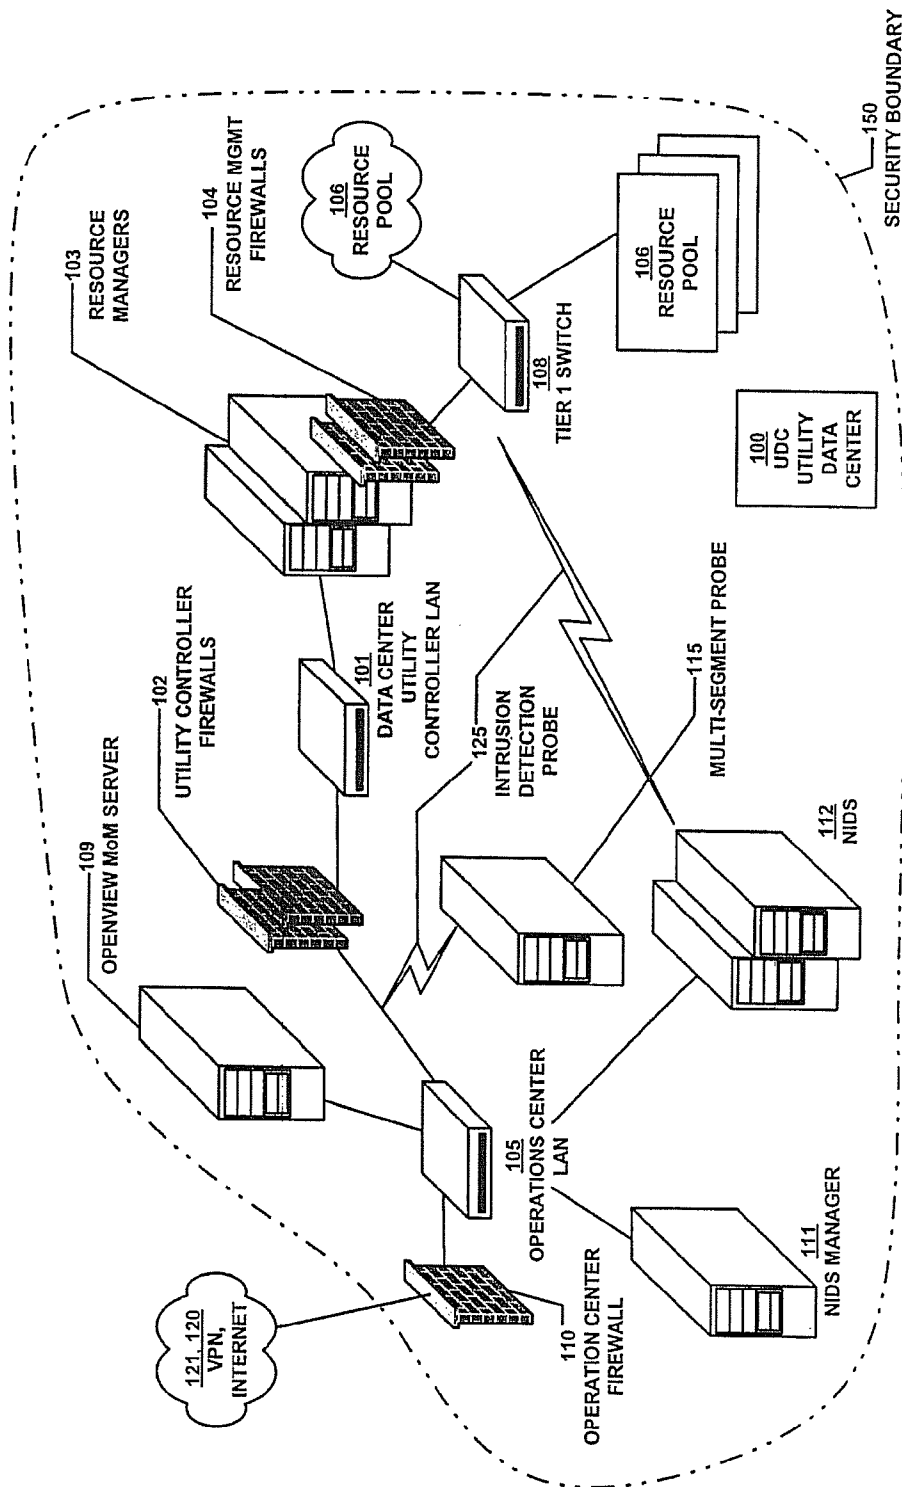 109
OPENVIEW MoM SERVER
102
UTILITY CONTROLLER
FIREWALLS
103
RESOURCE
MANAGERS
104
RESOURCE MGMT
FIREWALLS
121, 120
VPN,
INTERNET
101
DATA CENTER
UTILITY
CONTROLLER LAN
106
RESOURCE
POOL
108
TIER 1 SWITCH
105
OPERATIONS CENTER
LAN
125
INTRUSION
DETECTION
PROBE
110
OPERATION CENTER
FIREWALL
115
MULTI-SEGMENT PROBE
106
RESOURCE
POOL
100
UDC
UTILITY
DATA
CENTER
111
NIDS MANAGER
112
NIDS
150
SECURITY BOUNDARY